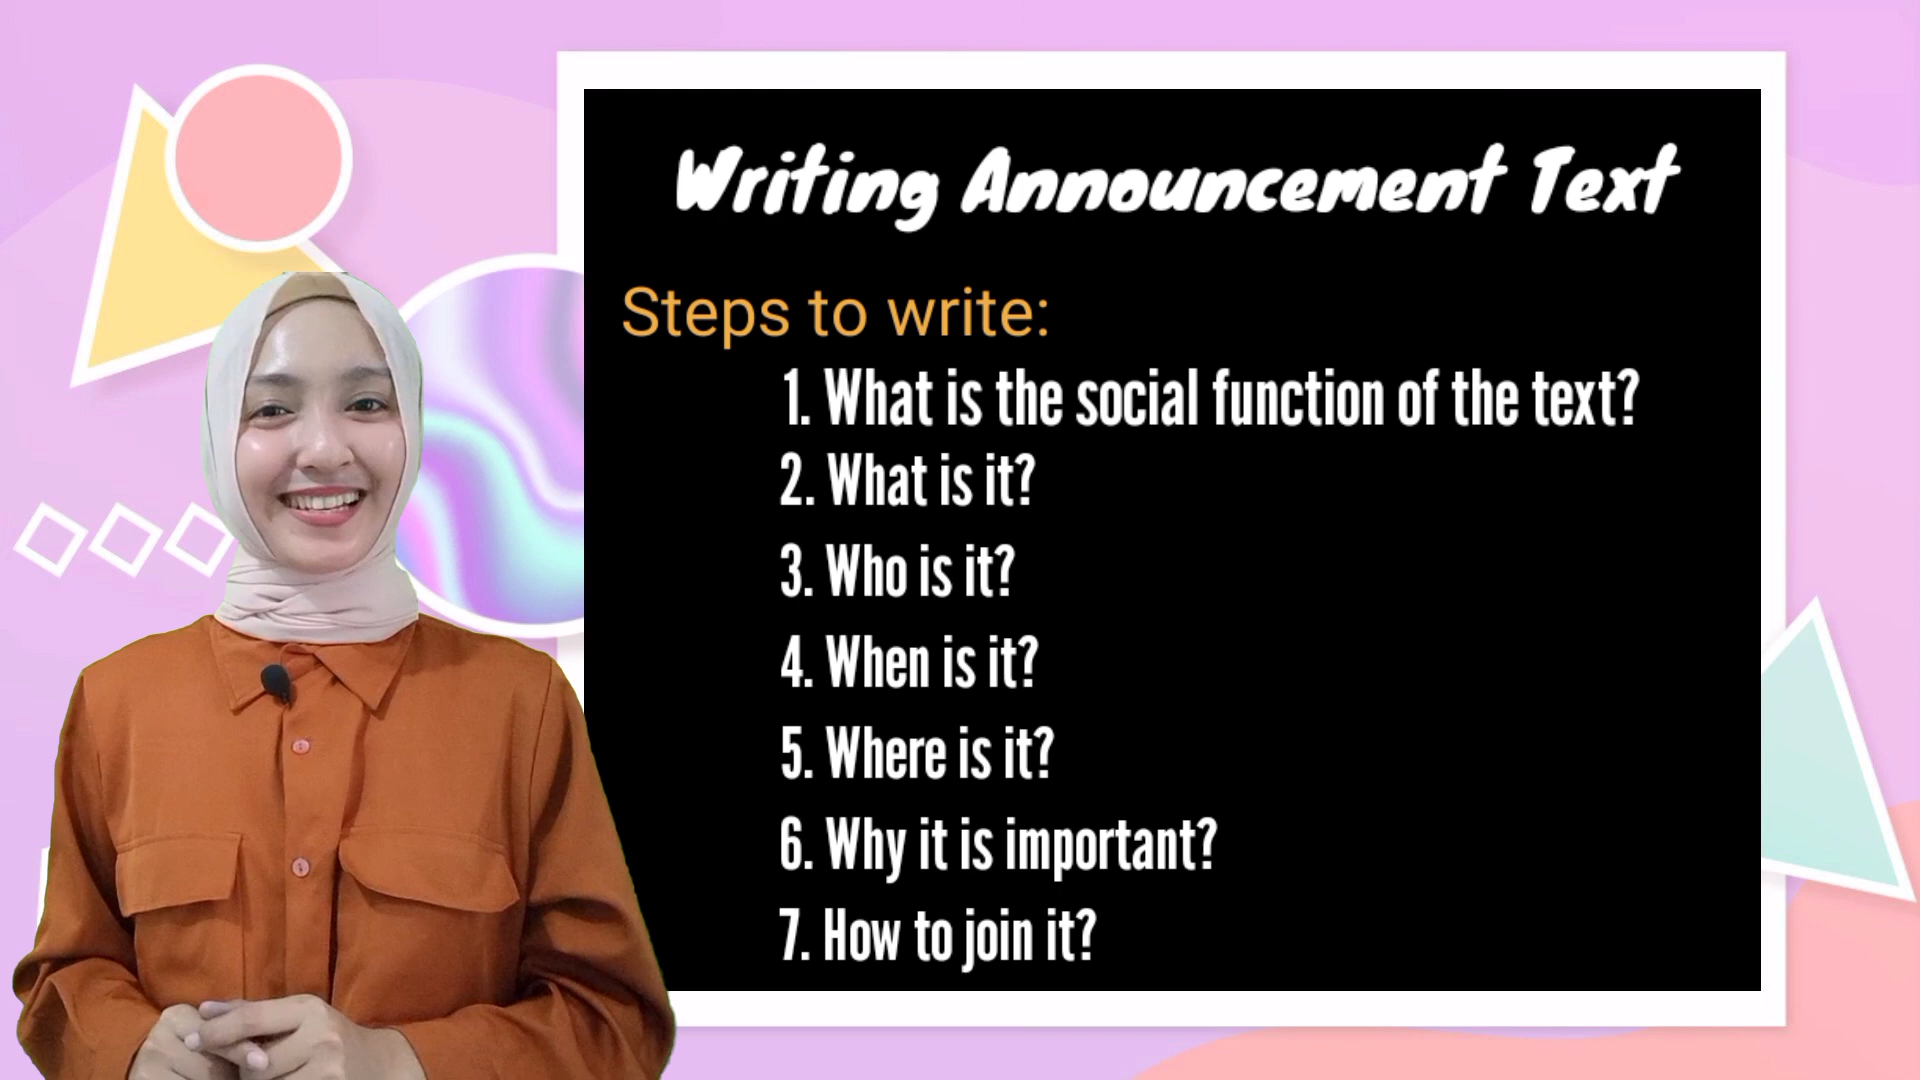 Writing Announcement Text
Steps to write:
1. What is the social function of the text?
2. What is it?
3. Who is it?
4. When is it?
5. Where is it?
6. Why it is important?
7. How to join it?